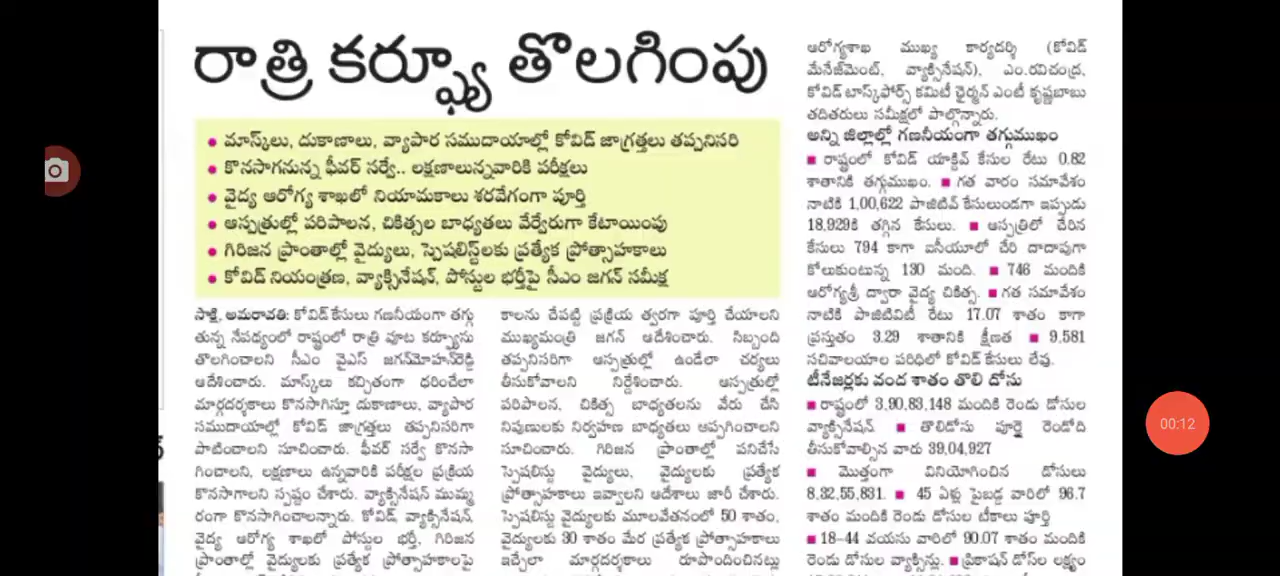 రాత్రి కర్ఫ్యూ తొలగింపు
• మాస్క్‌లు, దుకాణాలు, వ్యాపార సముదాయాల్లో కోవిడ్ జాగ్రత్తలు తప్పనిసరి
• కొనసాగనున్న ఫీవర్ సర్వే.. లక్షణాలున్నవారికి పరీక్షలు
• వైద్య ఆరోగ్య శాఖలో నియామకాలు శరవేగంగా పూర్తి
• ఆస్పత్రుల్లో పరిపాలన, చికిత్సల బాధ్యతలు వేర్వేరుగా కేటాయింపు
• గిరిజన ప్రాంతాల్లో వైద్యులు, స్పెషలిస్ట్‌లకు ప్రత్యేక ప్రోత్సాహకాలు
• కోవిడ్ నియంత్రణ, వ్యాక్సినేషన్, పోస్టుల భర్తీపై సీఎం జగన్ సమీక్ష
సాక్షి, అమరావతి: కోవిడ్ కేసులు గణనీయంగా తగ్గు
తున్న నేపథ్యంలో రాష్ట్రంలో రాత్రి పూట కర్ఫ్యూను
తొలగించాలని సీఎం వైఎస్ జగన్‌మోహన్‌రెడ్డి
ఆదేశించారు. మాస్క్‌లు కచ్చితంగా ధరించేలా
మార్గదర్శకాలు కొనసాగిస్తూ దుకాణాలు, వ్యాపార
సముదాయాల్లో కోవిడ్ జాగ్రత్తలు తప్పనిసరిగా
పాటించాలని సూచించారు. ఫీవర్ సర్వే కొనసా
గించాలని, లక్షణాలు ఉన్నవారికి పరీక్షల ప్రక్రియ
కొనసాగాలని స్పష్టం చేశారు. వ్యాక్సినేషన్ ముమ్మ
రంగా కొనసాగించాలన్నారు. కోవిడ్, వ్యాక్సినేషన్,
వైద్య ఆరోగ్య శాఖలో పోస్టుల భర్తీ, గిరిజన
ప్రాంతాల్లో వైద్యులకు ప్రత్యేక ప్రోత్సాహకాలపై
కాలను చేపట్టి ప్రక్రియ త్వరగా పూర్తి చేయాలని
ముఖ్యమంత్రి జగన్ ఆదేశించారు. సిబ్బంది
తప్పనిసరిగా ఆస్పత్రుల్లో ఉండేలా చర్యలు
తీసుకోవాలని నిర్దేశించారు. ఆస్పత్రుల్లో
పరిపాలన, చికిత్స బాధ్యతలను వేరు చేసి
నిపుణులకు నిర్వహణ బాధ్యతలు అప్పగించాలని
సూచించారు. గిరిజన ప్రాంతాల్లో పనిచేసే
స్పెషలిస్టు వైద్యులు, వైద్యులకు ప్రత్యేక
ప్రోత్సాహకాలు ఇవ్వాలని ఆదేశాలు జారీ చేశారు.
స్పెషలిస్టు వైద్యులకు మూలవేతనంలో 50 శాతం,
వైద్యులకు 30 శాతం మేర ప్రత్యేక ప్రోత్సాహకాలు
ఇచ్చేలా మార్గదర్శకాలు రూపొందించినట్లు
ఆరోగ్యశాఖ ముఖ్య కార్యదర్శి (కోవిడ్
మేనేజ్‌మెంట్, వ్యాక్సినేషన్), ఎం.రవిచంద్ర,
కోవిడ్ టాస్క్‌ఫోర్స్ కమిటీ ఛైర్మన్ ఎంటీ కృష్ణబాబు
తదితరులు సమీక్షలో పాల్గొన్నారు.
అన్ని జిల్లాల్లో గణనీయంగా తగ్గుముఖం
■ రాష్ట్రంలో కోవిడ్ యాక్టివ్ కేసుల రేటు 0.82
శాతానికి తగ్గుముఖం. ■ గత వారం సమావేశం
నాటికి 1,00,622 పాజిటివ్ కేసులుండగా ఇప్పుడు
18,929కి తగ్గిన కేసులు. ■ ఆస్పత్రిలో చేరిన
కేసులు 794 కాగా ఐసీయూలో చేరి దాదాపుగా
కోలుకుంటున్న 130 మంది. ■ 746 మందికి
ఆరోగ్యశ్రీ ద్వారా వైద్య చికిత్స. ■ గత సమావేశం
నాటికి పాజిటివిటీ రేటు 17.07 శాతం కాగా
ప్రస్తుతం 3.29 శాతానికి క్షీణత ■ 9,581
సచివాలయాల పరిధిలో కోవిడ్ కేసులు లేవు.
టీనేజర్లకు వంద శాతం తొలి డోసు
■ రాష్ట్రంలో 3,90,83,148 మందికి రెండు డోసుల
వ్యాక్సినేషన్. ■ తొలిడోసు పూర్తై రెండోది
తీసుకోవాల్సిన వారు 39,04,927
■ మొత్తంగా వినియోగించిన డోసులు
8,32,55,831. ■ 45 ఏళ్లు పైబడ్డ వారిలో 96.7
శాతం మందికి రెండు డోసుల టీకాలు పూర్తి
■ 18–44 వయసు వారిలో 90.07 శాతం మందికి
రెండు డోసుల వ్యాక్సిన్లు. ■ ప్రికాషన్ డోస్‌ల లక్ష్యం
00:12